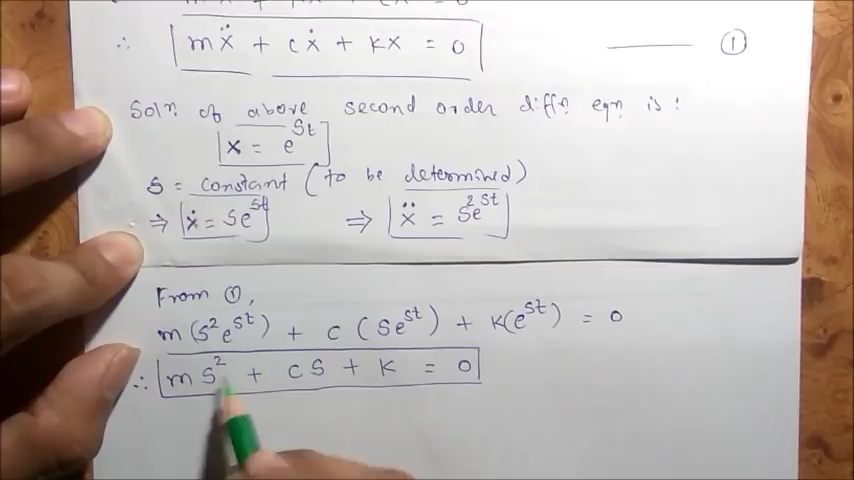 ∴ mẍ + cẋ + kx = 0 ——— ①
Solⁿ of above second order diffⁿ eqⁿ is :
x = e^st
S = constant (to be determined)
⇒ ẋ = Se^st ⇒ ẍ = S²e^st
From ①,
m(S²e^st) + c (Se^st) + k(e^st) = 0
∴ mS² + cS + k = 0